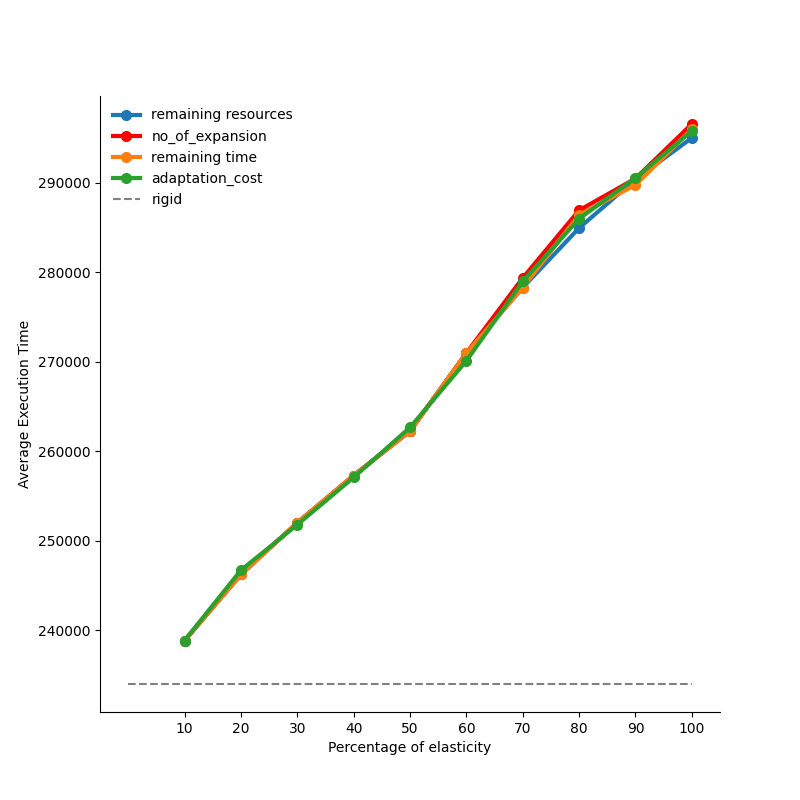 remaining resources
no_of_expansion
remaining time
adaptation_cost
rigid
Average Execution Time
290000
280000
270000
260000
250000
240000
10 20 30 40 50 60 70 80 90 100
Percentage of elasticity